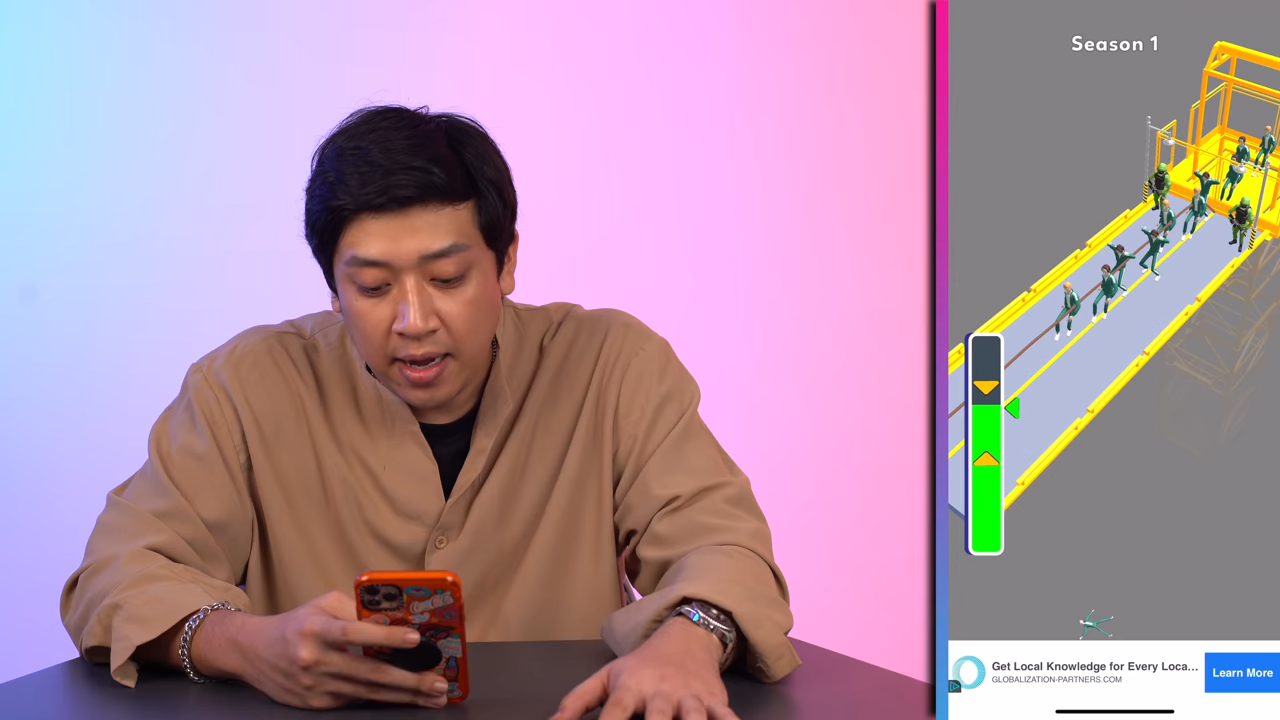 Season 1
Get Local Knowledge for Every Loca...
GLOBALIZATION-PARTNERS.COM
Learn More